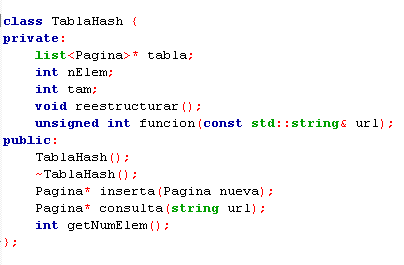 class TablaHash {
private:
    list<Pagina>* tabla;
    int nElem;
    int tam;
    void reestructurar();
    unsigned int funcion(const std::string& url);
public:
    TablaHash();
    ~TablaHash();
    Pagina* inserta(Pagina nueva);
    Pagina* consulta(string url);
    int getNumElem();
};